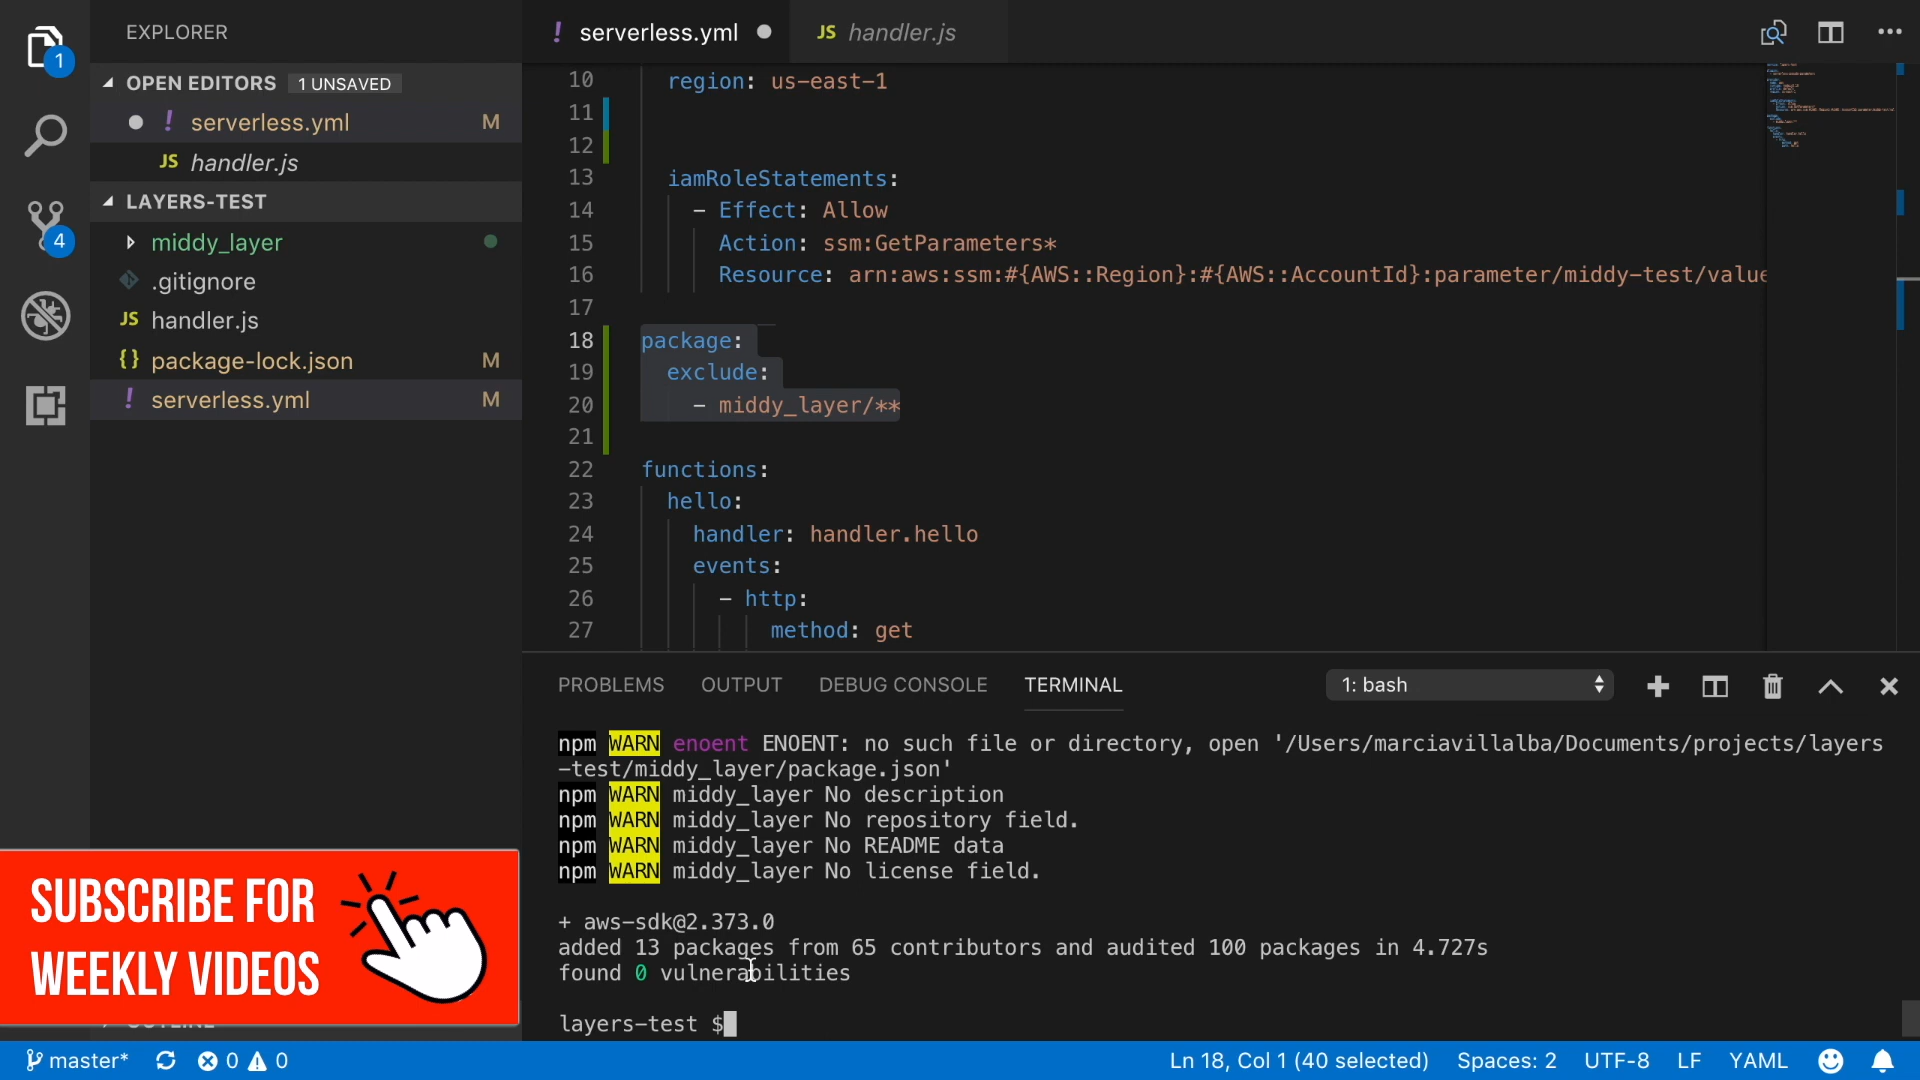 EXPLORER
OPEN EDITORS 1 UNSAVED
! serverless.yml M
JS handler.js
LAYERS-TEST
middy_layer
.gitignore
JS handler.js
{} package-lock.json M
! serverless.yml M
1
4
! serverless.yml
JS handler.js
10 region: us-east-1
11
12
13 iamRoleStatements:
14 - Effect: Allow
15 Action: ssm:GetParameters*
16 Resource: arn:aws:ssm:#{AWS::Region}:#{AWS::AccountId}:parameter/middy-test/value
17
18 package:
19 exclude:
20 - middy_layer/**
21
22 functions:
23 hello:
24 handler: handler.hello
25 events:
26 - http:
27 method: get
PROBLEMS OUTPUT DEBUG CONSOLE TERMINAL 1: bash
npm WARN enoent ENOENT: no such file or directory, open '/Users/marciavillalba/Documents/projects/layers
-test/middy_layer/package.json'
npm WARN middy_layer No description
npm WARN middy_layer No repository field.
npm WARN middy_layer No README data
npm WARN middy_layer No license field.
+ aws-sdk@2.373.0
added 13 packages from 65 contributors and audited 100 packages in 4.727s
found 0 vulnerabilities
layers-test $
SUBSCRIBE FOR
WEEKLY VIDEOS
OUTLINE
master* 0 0 Ln 18, Col 1 (40 selected) Spaces: 2 UTF-8 LF YAML